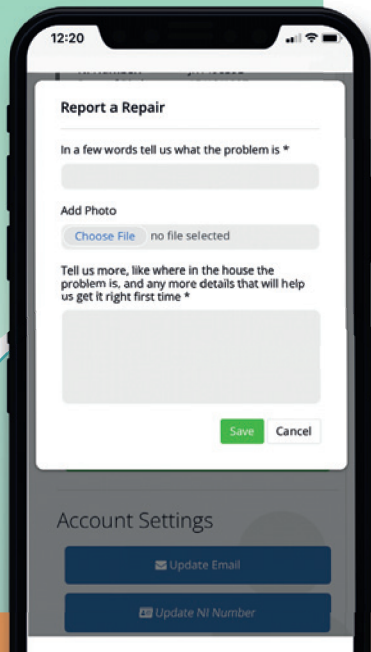 12:20
Report a Repair
In a few words tell us what the problem is *
Add Photo
Choose File no file selected
Tell us more, like where in the house the
problem is, and any more details that will help
us get it right first time *
Save Cancel
Account Settings
Update Email
Update NI Number